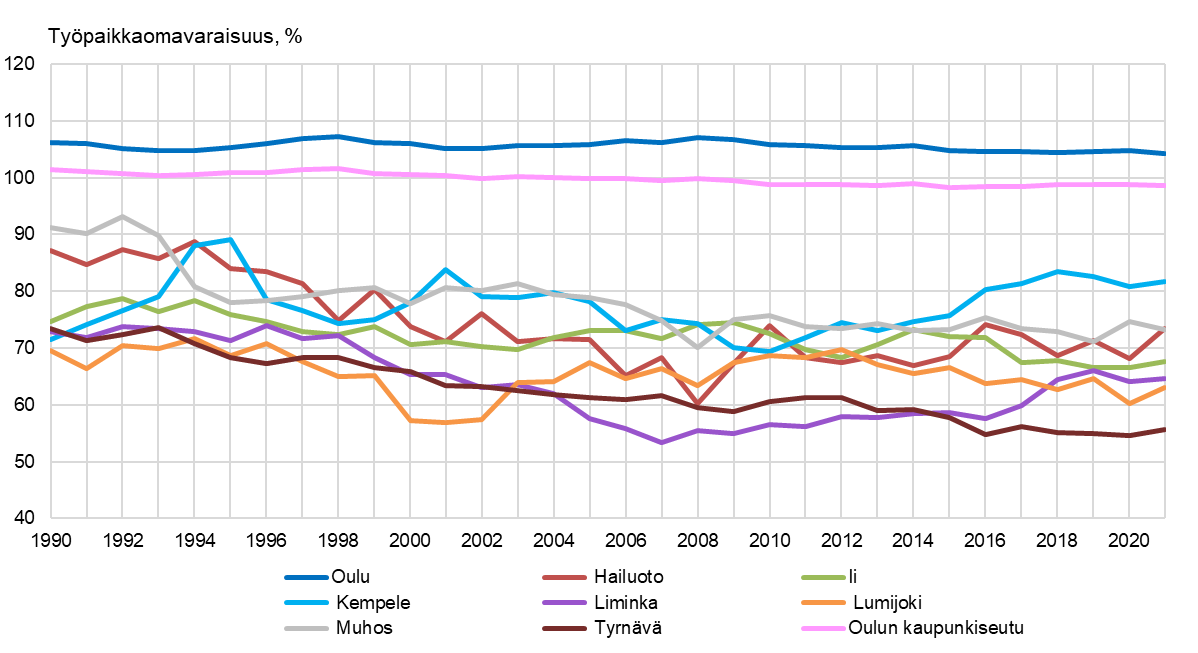 Työpaikkaomavaraisuus, %
120
110
100
90
80
70
60
50
40
1990 1992 1994 1996 1998 2000 2002 2004 2006 2008 2010 2012 2014 2016 2018 2020
Oulu Hailuoto Ii
Kempele Liminka Lumijoki
Muhos Tyrnävä Oulun kaupunkiseutu